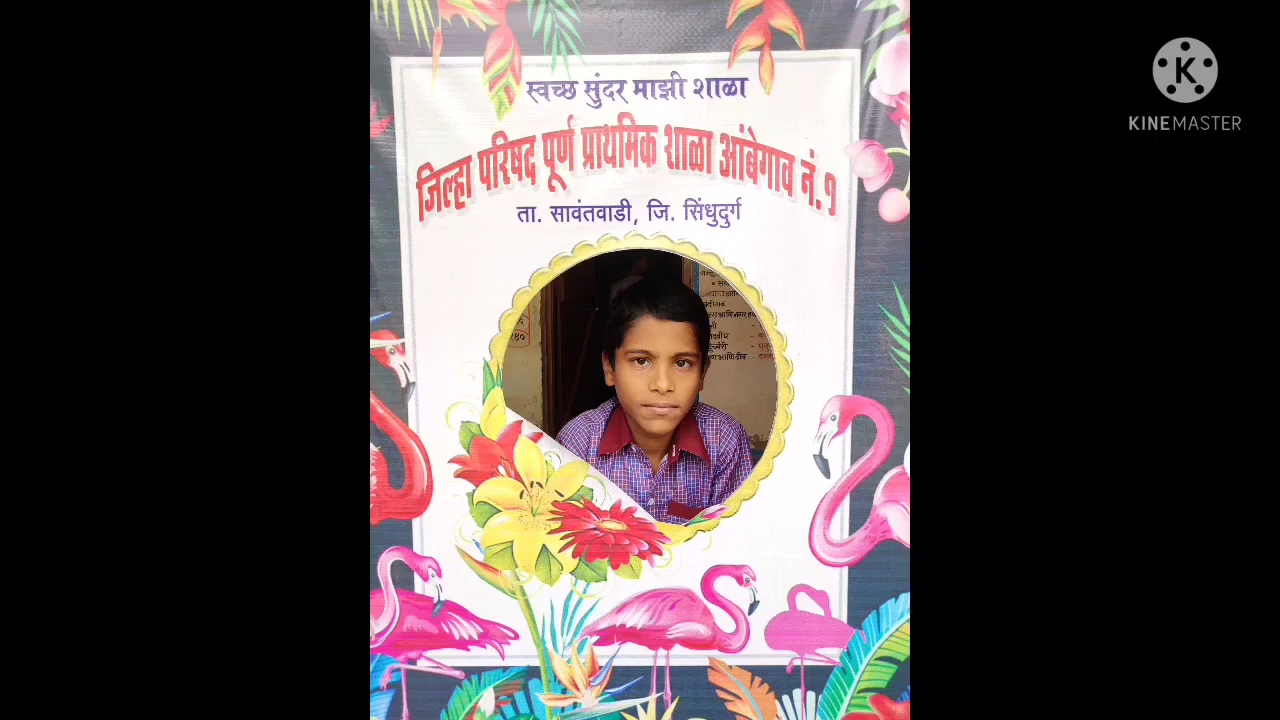 स्वच्छ सुंदर माझी शाळा
जिल्हा परिषद पूर्ण प्राथमिक शाळा आंबेगाव नं. १
ता. सावंतवाडी, जि. सिंधुदुर्ग
K
KINEMASTER